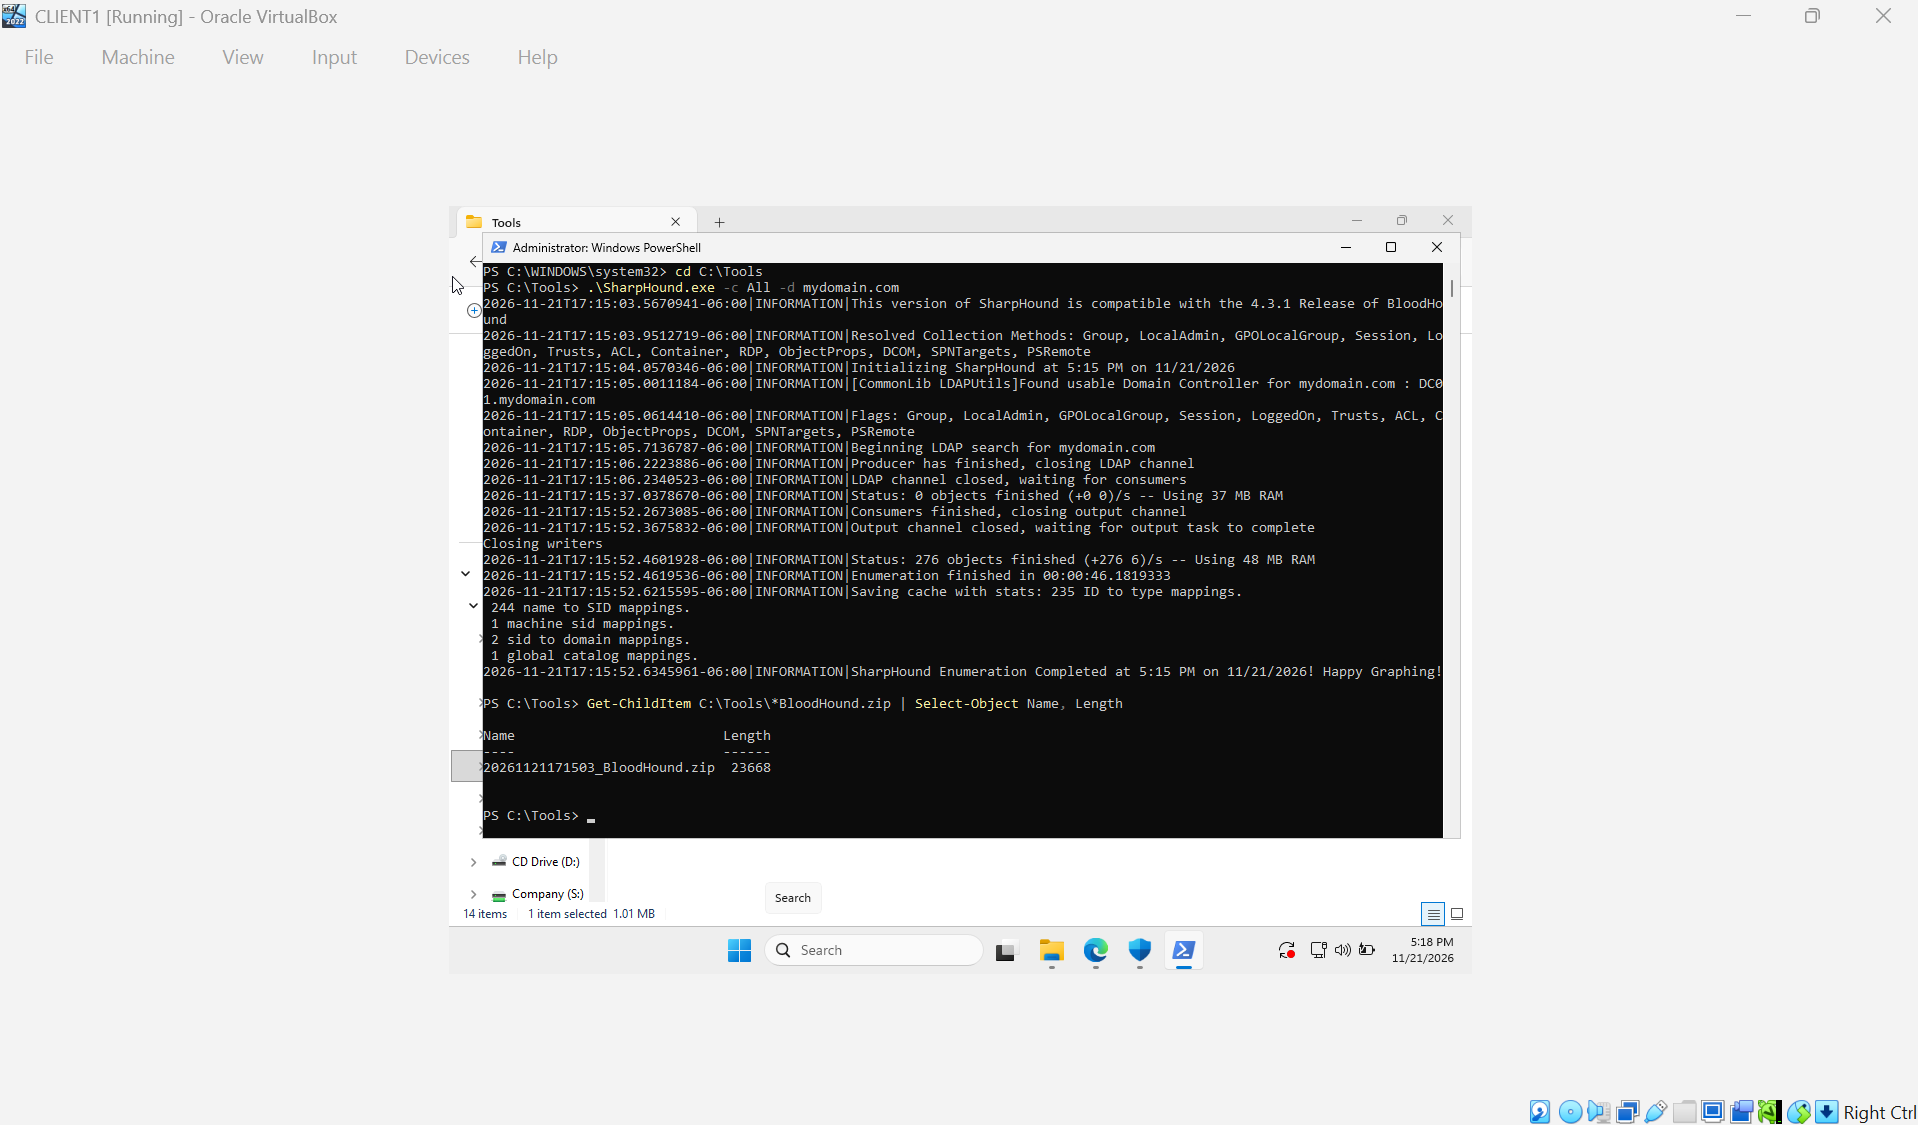 CLIENT1 [Running] - Oracle VirtualBox
File Machine View Input Devices Help
Tools
Administrator: Windows PowerShell
PS C:\WINDOWS\system32> cd C:\Tools
PS C:\Tools> .\SharpHound.exe -c All -d mydomain.com
2026-11-21T17:15:03.5670941-06:00|INFORMATION|This version of SharpHound is compatible with the 4.3.1 Release of BloodHo
und
2026-11-21T17:15:03.9512719-06:00|INFORMATION|Resolved Collection Methods: Group, LocalAdmin, GPOLocalGroup, Session, Lo
ggedOn, Trusts, ACL, Container, RDP, ObjectProps, DCOM, SPNTargets, PSRemote
2026-11-21T17:15:04.0570346-06:00|INFORMATION|Initializing SharpHound at 5:15 PM on 11/21/2026
2026-11-21T17:15:05.0011184-06:00|INFORMATION|[CommonLib LDAPUtils]Found usable Domain Controller for mydomain.com : DC0
1.mydomain.com
2026-11-21T17:15:05.0614410-06:00|INFORMATION|Flags: Group, LocalAdmin, GPOLocalGroup, Session, LoggedOn, Trusts, ACL, C
ontainer, RDP, ObjectProps, DCOM, SPNTargets, PSRemote
2026-11-21T17:15:05.7136787-06:00|INFORMATION|Beginning LDAP search for mydomain.com
2026-11-21T17:15:06.2223886-06:00|INFORMATION|Producer has finished, closing LDAP channel
2026-11-21T17:15:06.2340523-06:00|INFORMATION|LDAP channel closed, waiting for consumers
2026-11-21T17:15:37.0378670-06:00|INFORMATION|Status: 0 objects finished (+0 0)/s -- Using 37 MB RAM
2026-11-21T17:15:52.2673085-06:00|INFORMATION|Consumers finished, closing output channel
2026-11-21T17:15:52.3675832-06:00|INFORMATION|Output channel closed, waiting for output task to complete
Closing writers
2026-11-21T17:15:52.4601928-06:00|INFORMATION|Status: 276 objects finished (+276 6)/s -- Using 48 MB RAM
2026-11-21T17:15:52.4619536-06:00|INFORMATION|Enumeration finished in 00:00:46.1819333
2026-11-21T17:15:52.6215595-06:00|INFORMATION|Saving cache with stats: 235 ID to type mappings.
244 name to SID mappings.
1 machine sid mappings.
2 sid to domain mappings.
1 global catalog mappings.
2026-11-21T17:15:52.6345961-06:00|INFORMATION|SharpHound Enumeration Completed at 5:15 PM on 11/21/2026! Happy Graphing!
PS C:\Tools> Get-ChildItem C:\Tools\*BloodHound.zip | Select-Object Name, Length
Name Length
---- ------
20261121171503_BloodHound.zip 23668
PS C:\Tools>
CD Drive (D:)
Company (S:)
Search
14 items 1 item selected 1.01 MB
Search
5:18 PM
11/21/2026
Right Ctrl